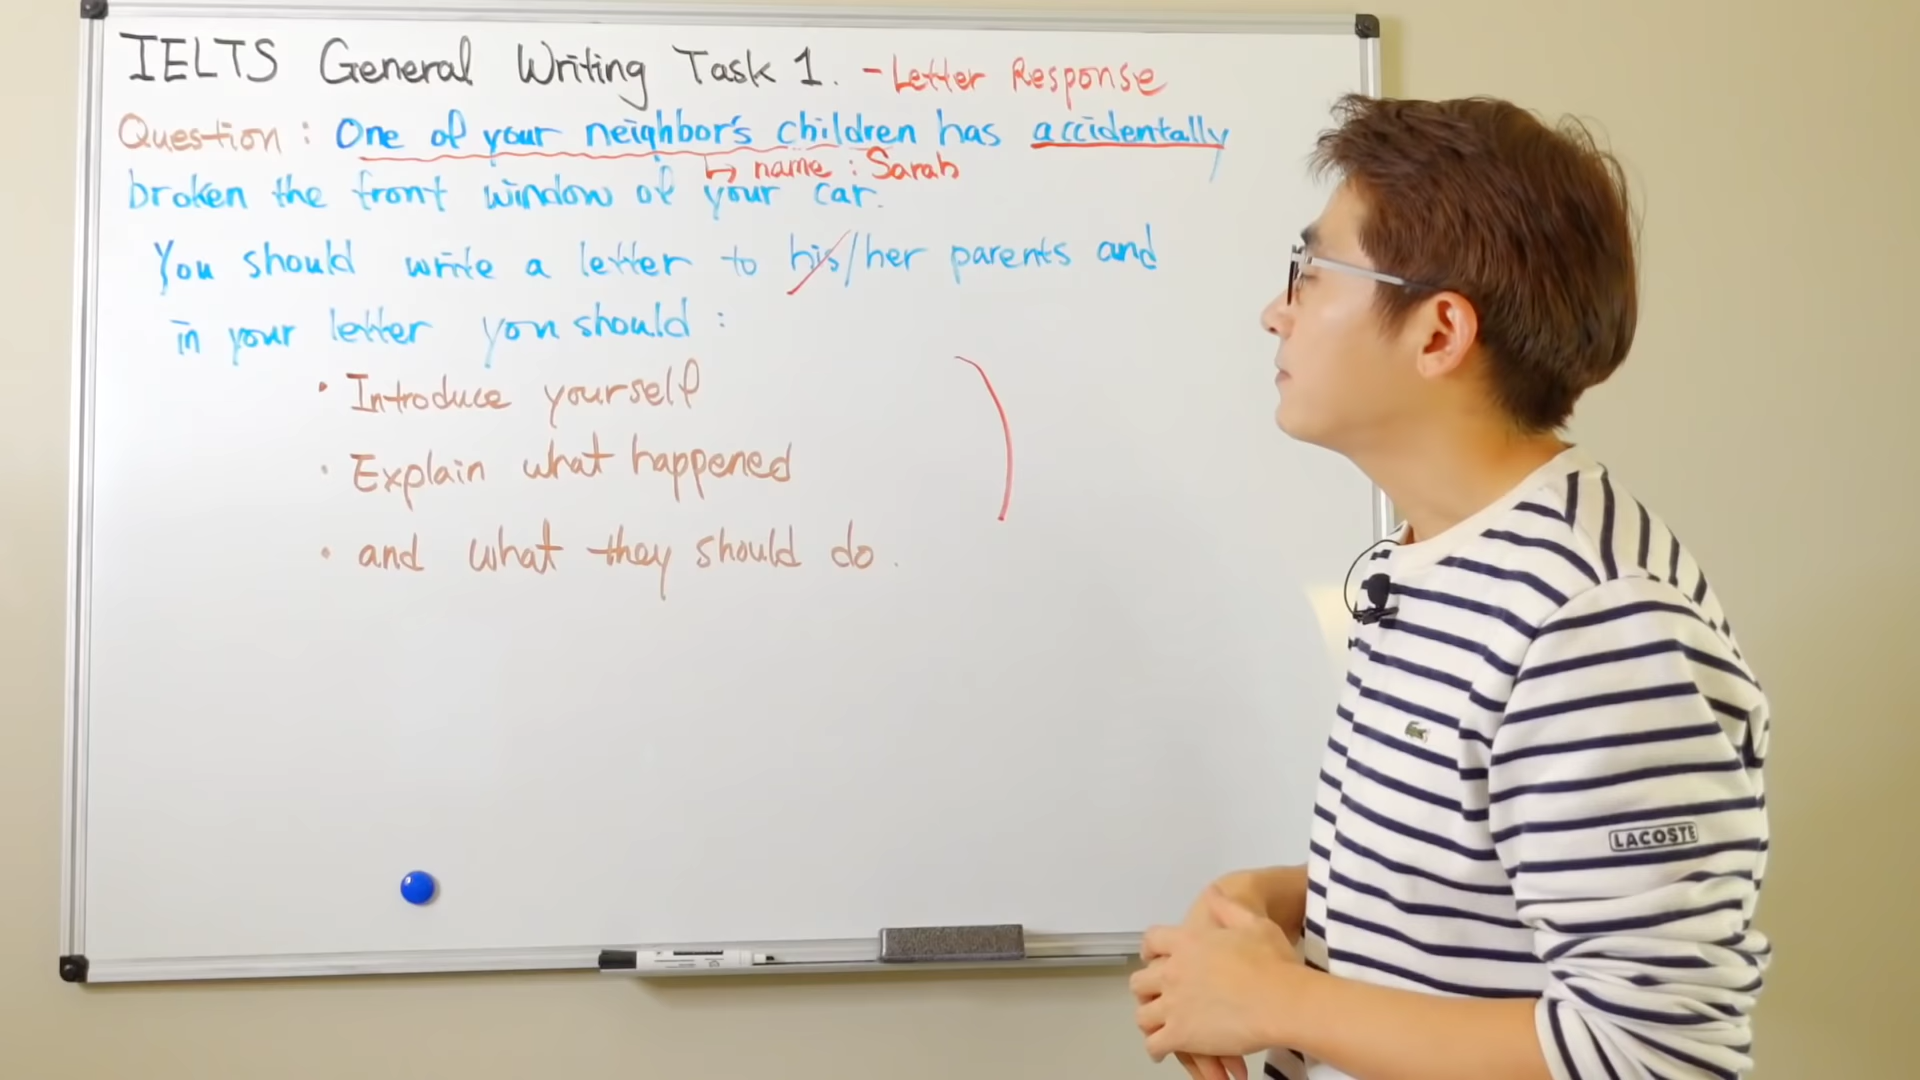 IELTS General Writing Task 1. - Letter Response
Question : One of your neighbor's children has accidentally
↳ name : Sarah
broken the front window of your car.
You should write a letter to his/her parents and
in your letter you should :
• Introduce yourself
• Explain what happened
• and what they should do.
LACOSTE